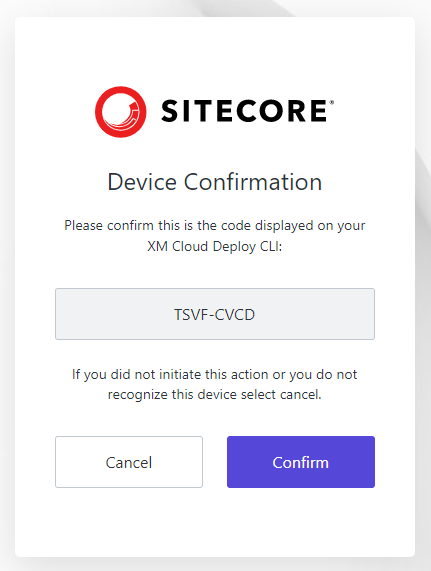 SITECORE®
Device Confirmation
Please confirm this is the code displayed on your
XM Cloud Deploy CLI:
TSVF-CVCD
If you did not initiate this action or you do not
recognize this device select cancel.
Cancel
Confirm